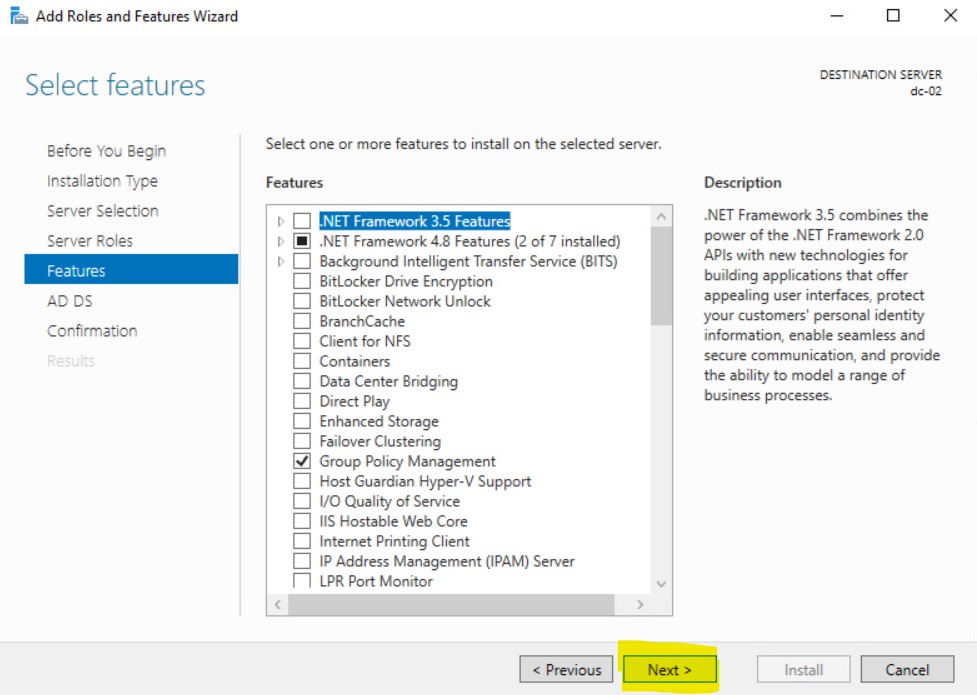 Add Roles and Features Wizard
Select features
DESTINATION SERVER
dc-02
Before You Begin
Installation Type
Server Selection
Server Roles
Features
AD DS
Confirmation
Results
Select one or more features to install on the selected server.
Features
.NET Framework 3.5 Features
.NET Framework 4.8 Features (2 of 7 installed)
Background Intelligent Transfer Service (BITS)
BitLocker Drive Encryption
BitLocker Network Unlock
BranchCache
Client for NFS
Containers
Data Center Bridging
Direct Play
Enhanced Storage
Failover Clustering
Group Policy Management
Host Guardian Hyper-V Support
I/O Quality of Service
IIS Hostable Web Core
Internet Printing Client
IP Address Management (IPAM) Server
LPR Port Monitor
Description
.NET Framework 3.5 combines the
power of the .NET Framework 2.0
APIs with new technologies for
building applications that offer
appealing user interfaces, protect
your customers' personal identity
information, enable seamless and
secure communication, and provide
the ability to model a range of
business processes.
< Previous
Next >
Install
Cancel